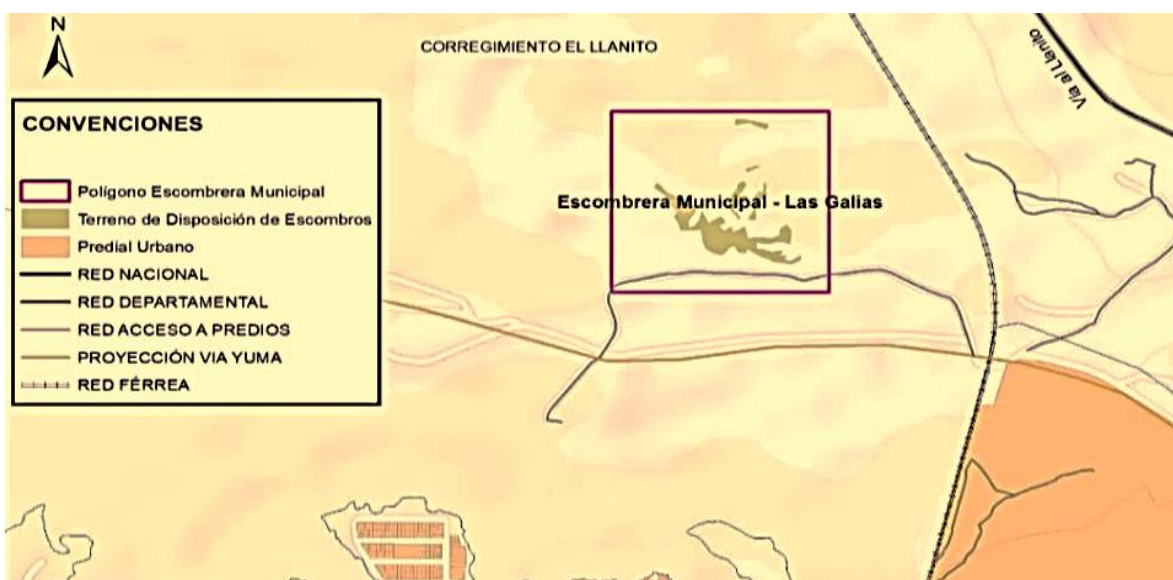 N
CORREGIMIENTO EL LLANITO
Vía al Llanito
CONVENCIONES
Polígono Escombrera Municipal
Terreno de Disposición de Escombros
Predial Urbano
RED NACIONAL
RED DEPARTAMENTAL
RED ACCESO A PREDIOS
PROYECCIÓN VIA YUMA
RED FÉRREA
Escombrera Municipal - Las Galias